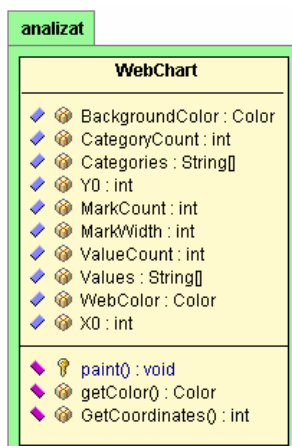 analizat
WebChart
BackgroundColor : Color
CategoryCount : int
Categories : String[]
Y0 : int
MarkCount : int
MarkWidth : int
ValueCount : int
Values : String[]
WebColor : Color
X0 : int
paint() : void
getColor() : Color
GetCoordinates() : int